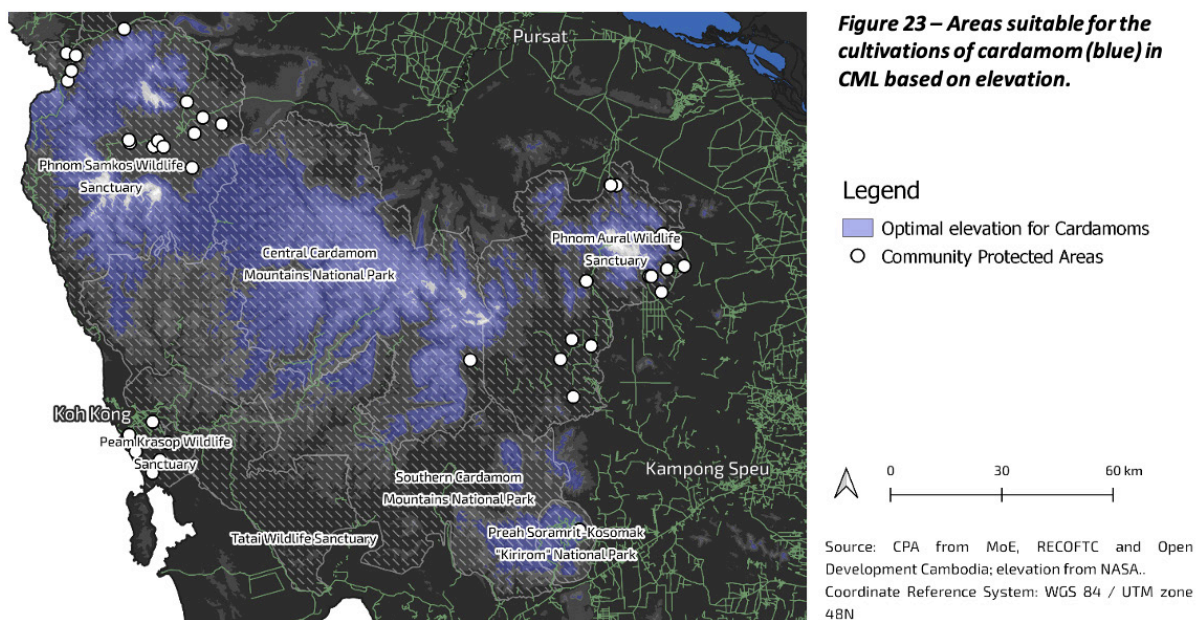 Pursat
Phnom Samkos Wildlife
Sanctuary
Central Cardamom
Mountains National Park
Phnom Aural Wildlife
Sanctuary
Koh Kong
Peam Krasop Wildlife
Sanctuary
Southern Cardamom
Mountains National Park
Kampong Speu
Tatai Wildlife Sanctuary
Preah Soramrit-Kosomak
"Kirirom" National Park
Figure 23 – Areas suitable for the
cultivations of cardamom (blue) in
CML based on elevation.
Legend
Optimal elevation for Cardamoms
Community Protected Areas
0 30 60 km
Source: CPA from MoE, RECOFTC and Open
Development Cambodia; elevation from NASA..
Coordinate Reference System: WGS 84 / UTM zone
48N